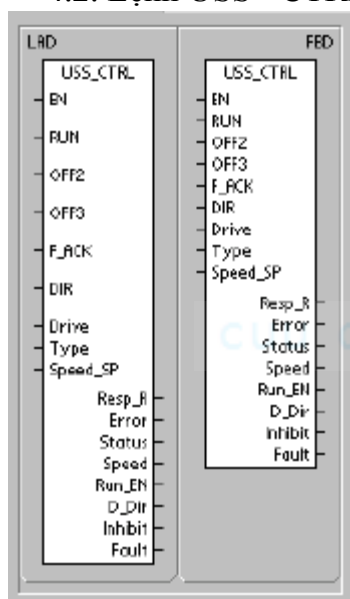 LAD
USS_CTRL
EN
RUN
OFF2
OFF3
F_ACK
DIR
Drive
Type
Speed_SP
Resp_R
Error
Status
Speed
Run_EN
D_Dir
Inhibit
Fault
FBD
USS_CTRL
EN
RUN
OFF2
OFF3
F_ACK
DIR
Drive
Type
Speed_SP
Resp_R
Error
Status
Speed
Run_EN
D_Dir
Inhibit
Fault